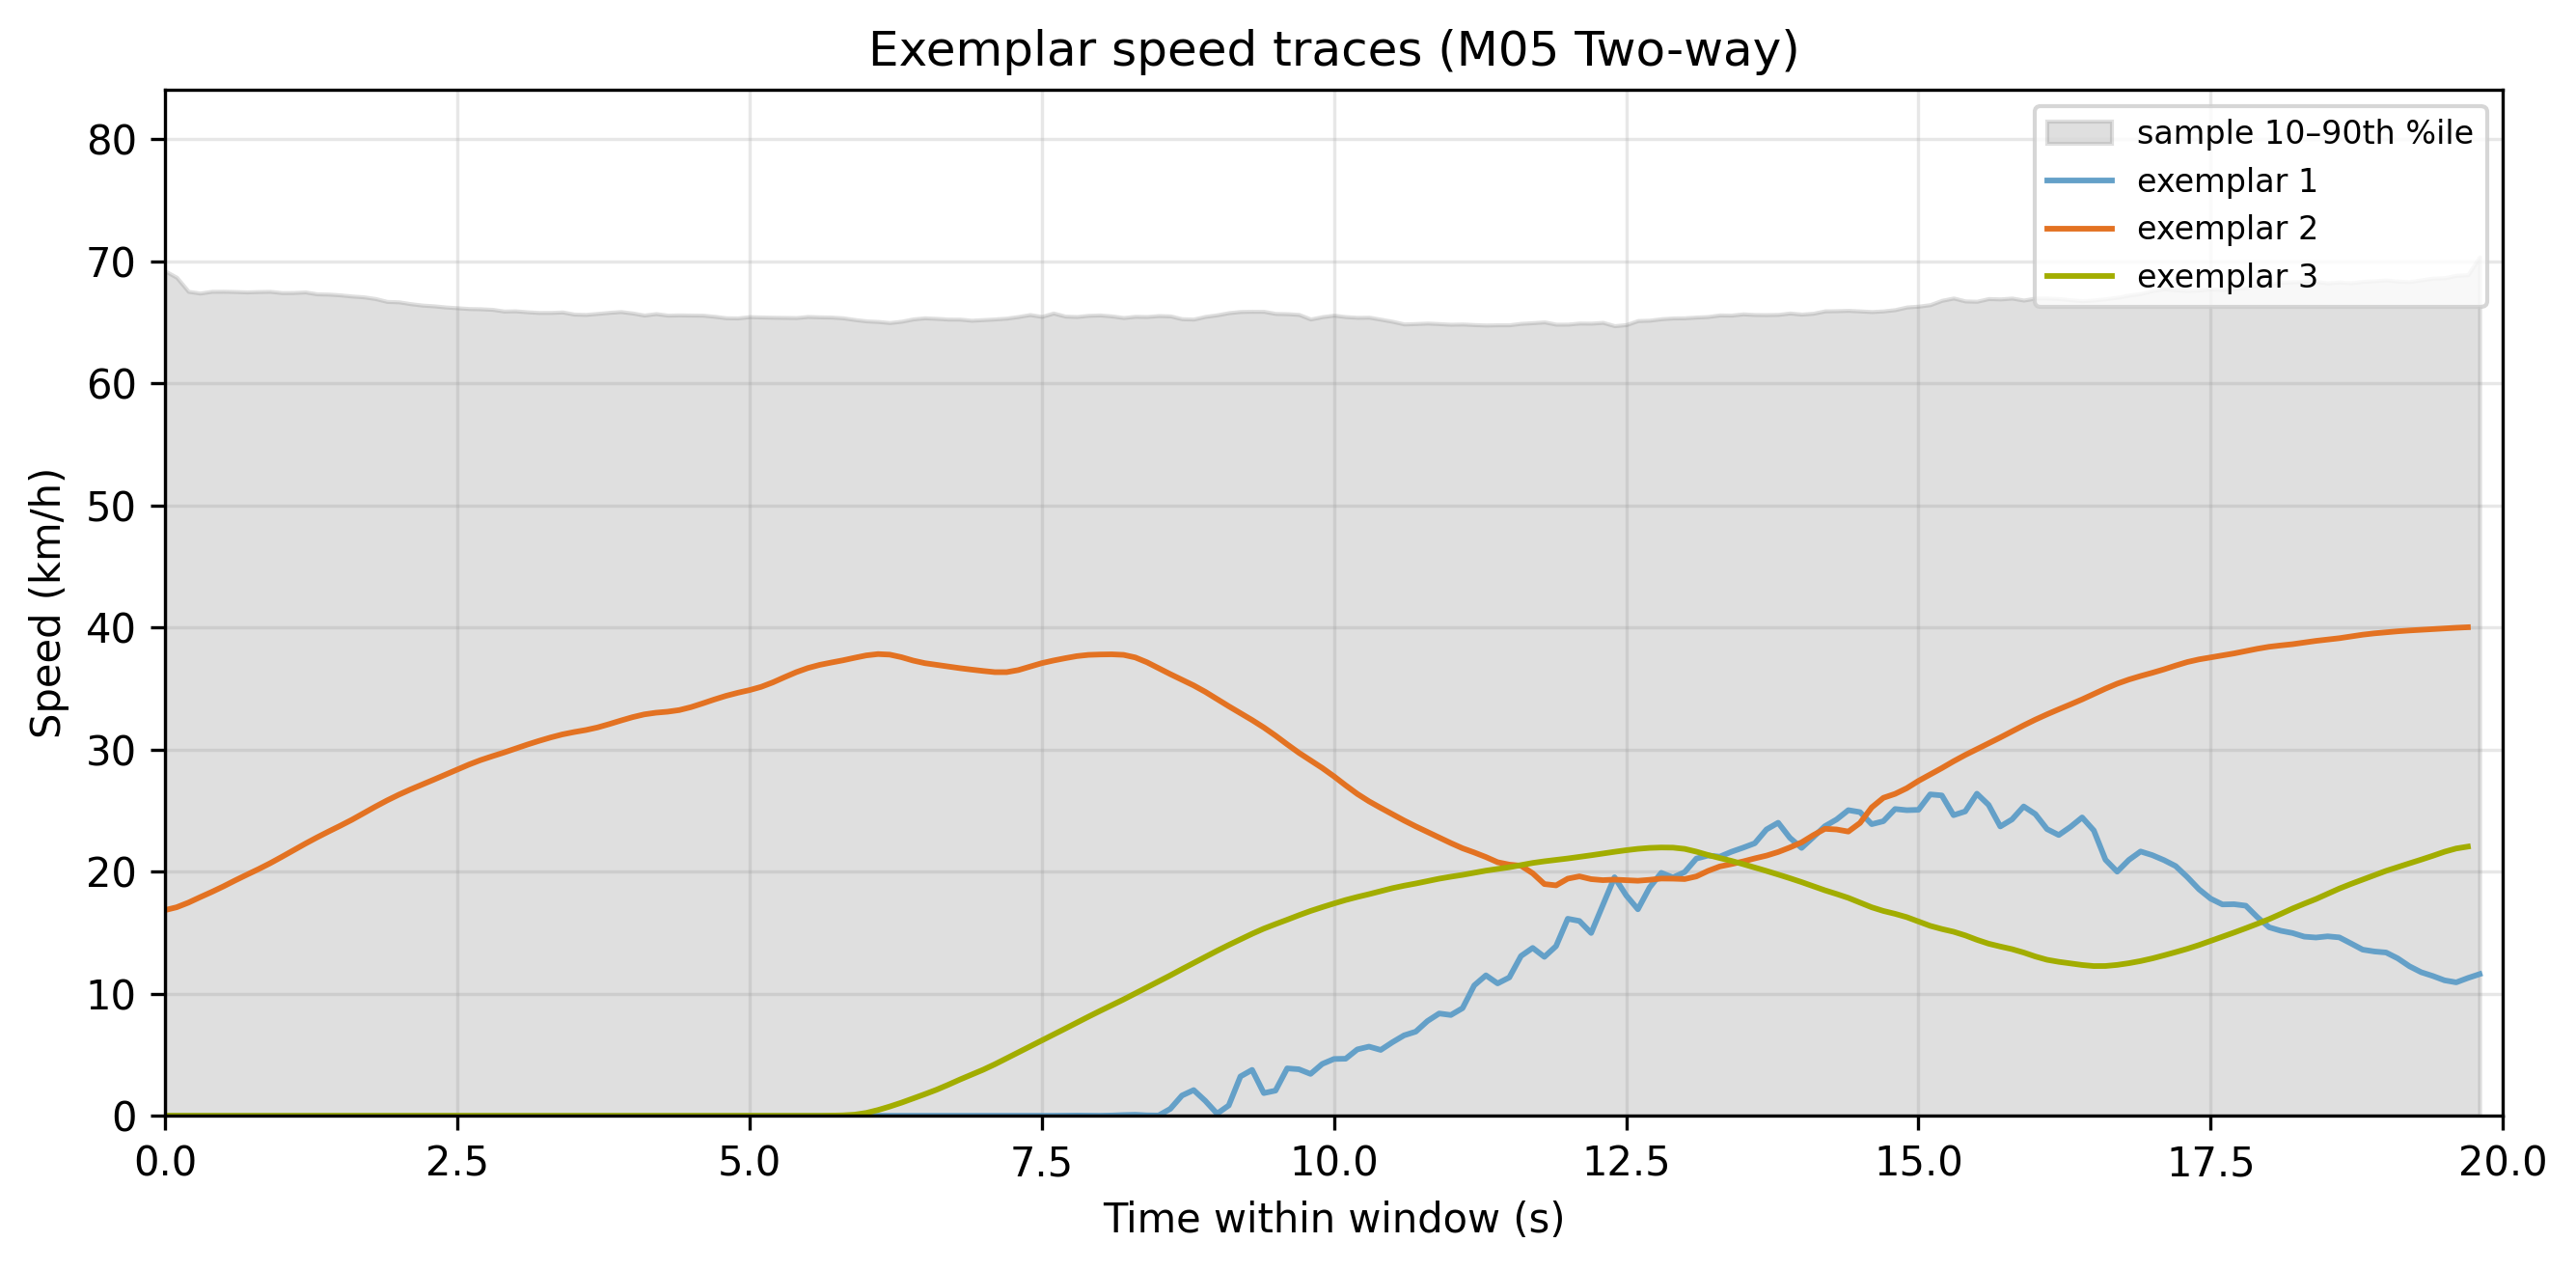 Exemplar speed traces (M05 Two-way)
sample 10–90th %ile
exemplar 1
exemplar 2
exemplar 3
Speed (km/h)
80
70
60
50
40
30
20
10
0
0.0 2.5 5.0 7.5 10.0 12.5 15.0 17.5 20.0
Time within window (s)